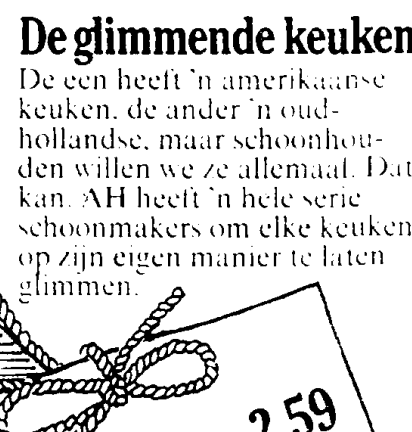 De glimmende keuken
De een heeft 'n amerikaanse
keuken, de ander 'n oud-
hollandse, maar schoonhou-
den willen we ze allemaal. Dat
kan. AH heeft 'n hele serie
schoonmakers om elke keuken
op zijn eigen manier te laten
glimmen.
2.59